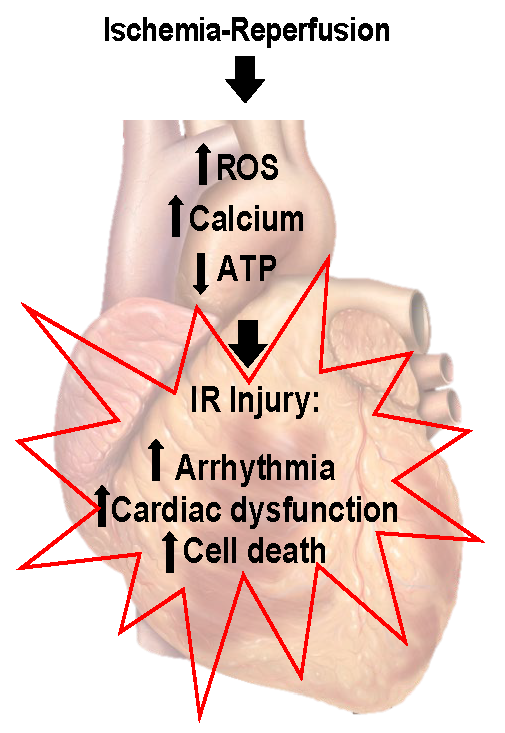 Ischemia-Reperfusion
ROS
Calcium
ATP
IR Injury:
Arrhythmia
Cardiac dysfunction
Cell death